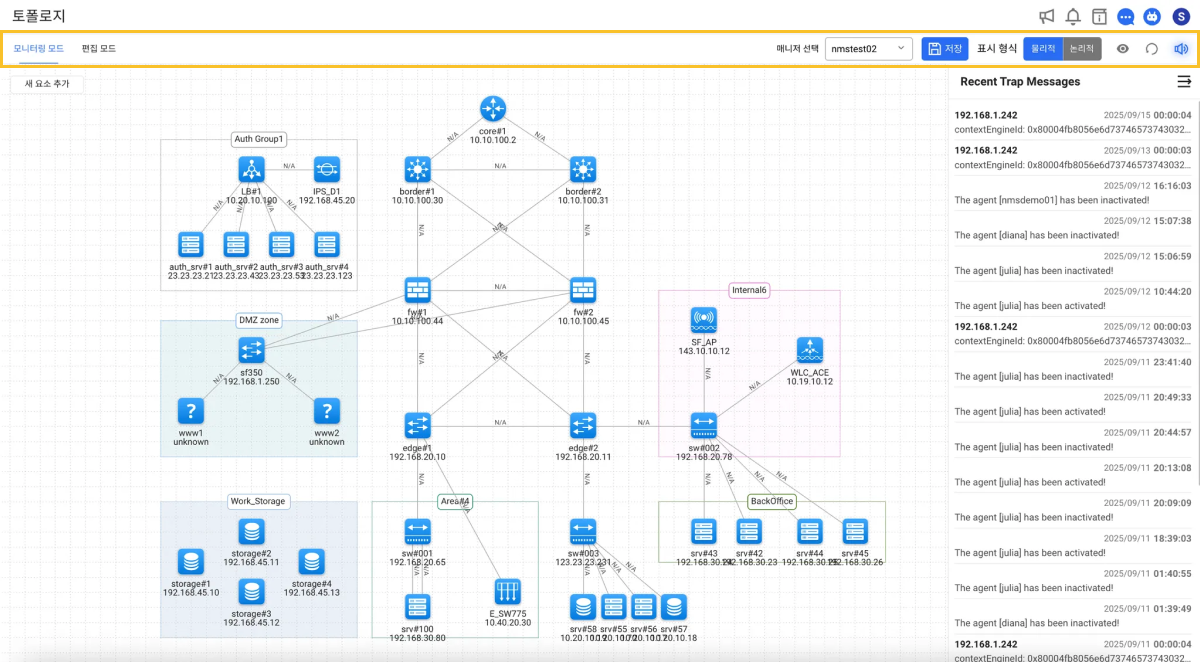 토폴로지
S
모니터링 모드
편집 모드
매니저 선택
nmstest02
저장
표시 형식
물리적
논리적
새 요소 추가
core#1
10.10.100.2
N/A
N/A
Auth Group1
LB#1
10.20.10.100
N/A
IPS_D1
192.168.45.20
N/A
N/A
N/A
N/A
auth_srv#1
23.23.23.21
auth_srv#2
23.23.23.43
auth_srv#3
23.23.23.53
auth_srv#4
23.23.23.123
border#1
10.10.100.30
N/A
border#2
10.10.100.31
N/A
N/A
N/A
fw#1
10.10.100.44
N/A
fw#2
10.10.100.45
DMZ zone
N/A
sf350
192.168.1.250
N/A
N/A
www1
unknown
www2
unknown
N/A
N/A
N/A
Internal6
SF_AP
143.10.10.12
WLC_ACE
10.19.10.12
N/A
N/A
edge#1
192.168.20.10
N/A
edge#2
192.168.20.11
N/A
sw#002
192.168.20.78
N/A
N/A
N/A
N/A
N/A
N/A
Work_Storage
storage#2
192.168.45.11
storage#1
192.168.45.10
storage#4
192.168.45.13
storage#3
192.168.45.12
Area#4
N/A
sw#001
192.168.20.65
N/A
N/A
srv#100
192.168.30.80
E_SW775
10.40.20.30
sw#003
123.23.23.231
N/A
N/A
N/A
srv#58
srv#55
srv#56
srv#57
10.20.10.18
BackOffice
srv#43
srv#42
192.168.30.23
srv#44
srv#45
192.168.30.26
Recent Trap Messages
192.168.1.242 2025/09/15 00:00:04
contextEngineId: 0x80004fb8056e6d73746573743032...
192.168.1.242 2025/09/13 00:00:03
contextEngineId: 0x80004fb8056e6d73746573743032...
2025/09/12 16:16:03
The agent [nmsdemo01] has been inactivated!
2025/09/12 15:07:38
The agent [diana] has been inactivated!
2025/09/12 15:06:59
The agent [julia] has been inactivated!
2025/09/12 10:44:20
The agent [julia] has been activated!
192.168.1.242 2025/09/12 00:00:03
contextEngineId: 0x80004fb8056e6d73746573743032...
2025/09/11 23:41:40
The agent [julia] has been inactivated!
2025/09/11 20:49:33
The agent [julia] has been activated!
2025/09/11 20:44:57
The agent [julia] has been inactivated!
2025/09/11 20:13:08
The agent [julia] has been activated!
2025/09/11 20:09:09
The agent [julia] has been inactivated!
2025/09/11 18:39:03
The agent [julia] has been activated!
2025/09/11 01:40:55
The agent [julia] has been inactivated!
2025/09/11 01:39:49
The agent [diana] has been inactivated!
192.168.1.242 2025/09/11 00:00:04
contextEngineId: 0x80004fb8056e6d73746573743032...